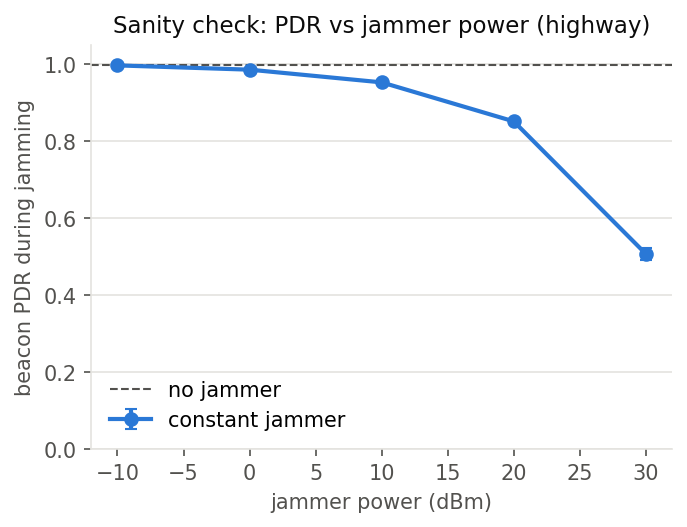 Sanity check: PDR vs jammer power (highway)
beacon PDR during jamming
1.0
0.8
0.6
0.4
0.2
0.0
no jammer
constant jammer
−10 −5 0 5 10 15 20 25 30
jammer power (dBm)